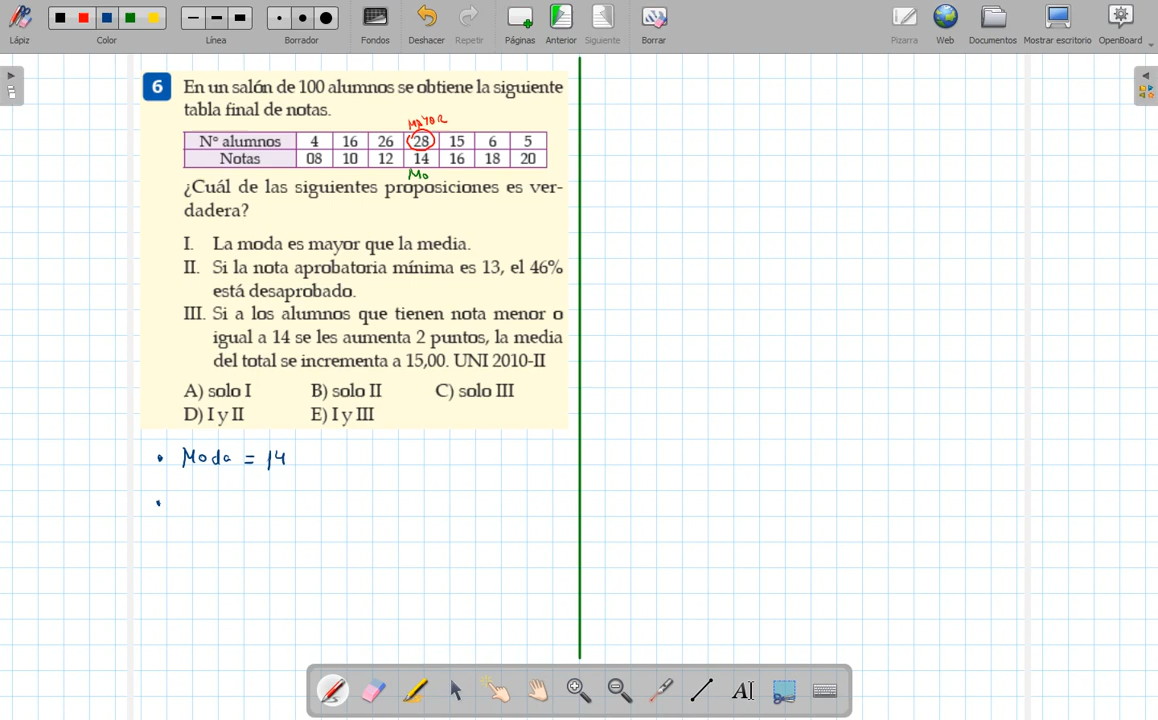 Lápiz Color Línea Borrador Fondos Deshacer Repetir Páginas Anterior Siguiente Borrar Pizarra Web Documentos Mostrar escritorio OpenBoard
6 En un salón de 100 alumnos se obtiene la siguiente
tabla final de notas.
MAYOR
N° alumnos 4 16 26 28 15 6 5
Notas 08 10 12 14 16 18 20
Mo
¿Cuál de las siguientes proposiciones es ver-
dadera?
I. La moda es mayor que la media.
II. Si la nota aprobatoria mínima es 13, el 46%
está desaprobado.
III. Si a los alumnos que tienen nota menor o
igual a 14 se les aumenta 2 puntos, la media
del total se incrementa a 15,00. UNI 2010-II
A) solo I B) solo II C) solo III
D) I y II E) I y III
• Moda = 14
•